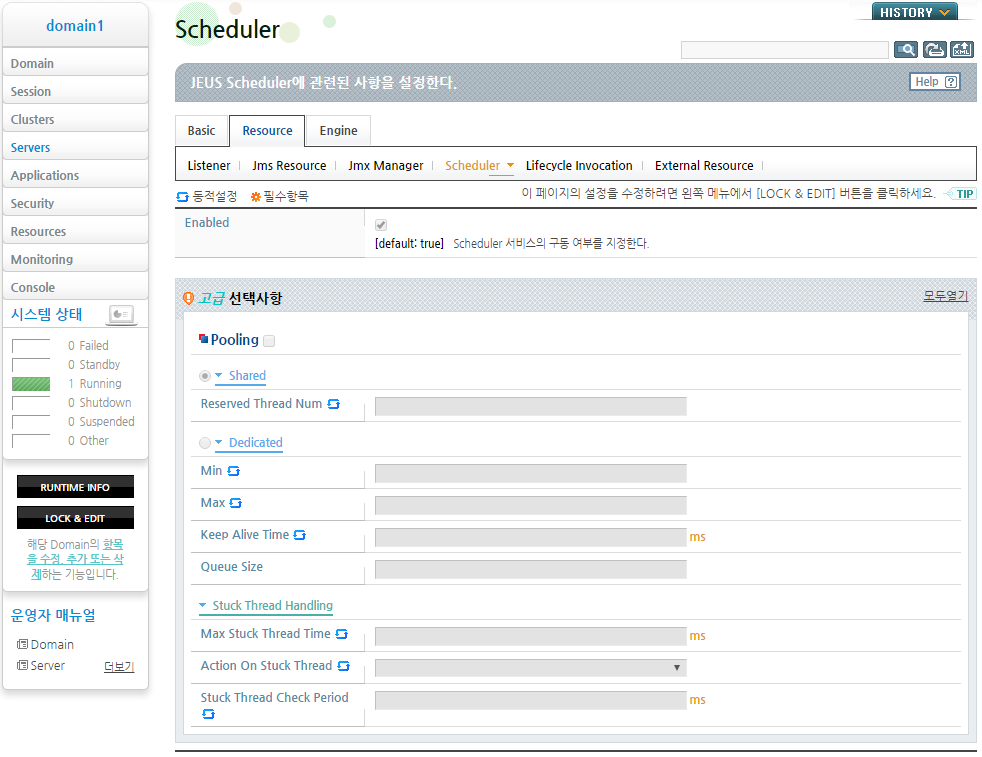 domain1
Domain
Session
Clusters
Servers
Applications
Security
Resources
Monitoring
Console
시스템 상태
0 Failed
0 Standby
1 Running
0 Shutdown
0 Suspended
0 Other
RUNTIME INFO
LOCK & EDIT
해당 Domain의 항목
을 수정, 추가 또는 삭
제하는 기능입니다.
운영자 매뉴얼
Domain
Server 더보기
HISTORY
Scheduler
XML
JEUS Scheduler에 관련된 사항을 설정한다.
Help ?
Basic Resource Engine
Listener Jms Resource Jmx Manager Scheduler Lifecycle Invocation External Resource
동적설정 필수항목 이 페이지의 설정을 수정하려면 왼쪽 메뉴에서 [LOCK & EDIT] 버튼을 클릭하세요. TIP
Enabled
[default: true] Scheduler 서비스의 구동 여부를 지정한다.
고급 선택사항 모두열기
Pooling
Shared
Reserved Thread Num
Dedicated
Min
Max
Keep Alive Time ms
Queue Size
Stuck Thread Handling
Max Stuck Thread Time ms
Action On Stuck Thread
Stuck Thread Check Period ms